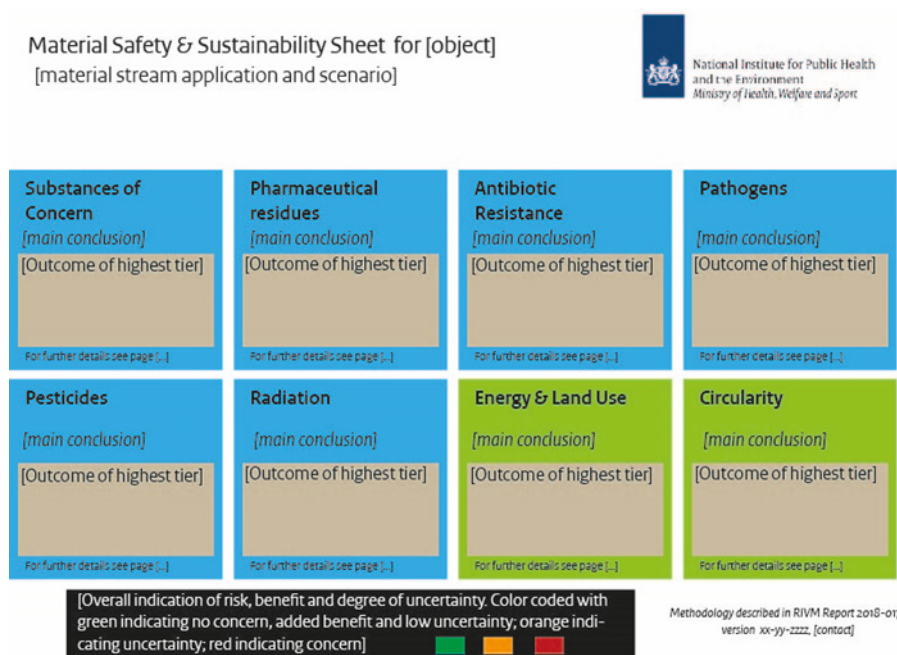 Material Safety & Sustainability Sheet for [object]
[material stream application and scenario]
National Institute for Public Health
and the Environment
Ministry of Health, Welfare and Sport
Substances of
Concern
[main conclusion]
[Outcome of highest tier]
For further details see page [...]
Pharmaceutical
residues
[main conclusion]
[Outcome of highest tier]
For further details see page [...]
Antibiotic
Resistance
[main conclusion]
[Outcome of highest tier]
For further details see page [...]
Pathogens
[main conclusion]
[Outcome of highest tier]
For further details see page [...]
Pesticides
[main conclusion]
[Outcome of highest tier]
For further details see page [...]
Radiation
[main conclusion]
[Outcome of highest tier]
For further details see page [...]
Energy & Land Use
[main conclusion]
[Outcome of highest tier]
For further details see page [...]
Circularity
[main conclusion]
[Outcome of highest tier]
For further details see page [...]
[Overall indication of risk, benefit and degree of uncertainty. Color coded with
green indicating no concern, added benefit and low uncertainty; orange indi-
cating uncertainty; red indicating concern]
Methodology described in RIVM Report 2018-01
version xx-yy-zzzz, [contact]